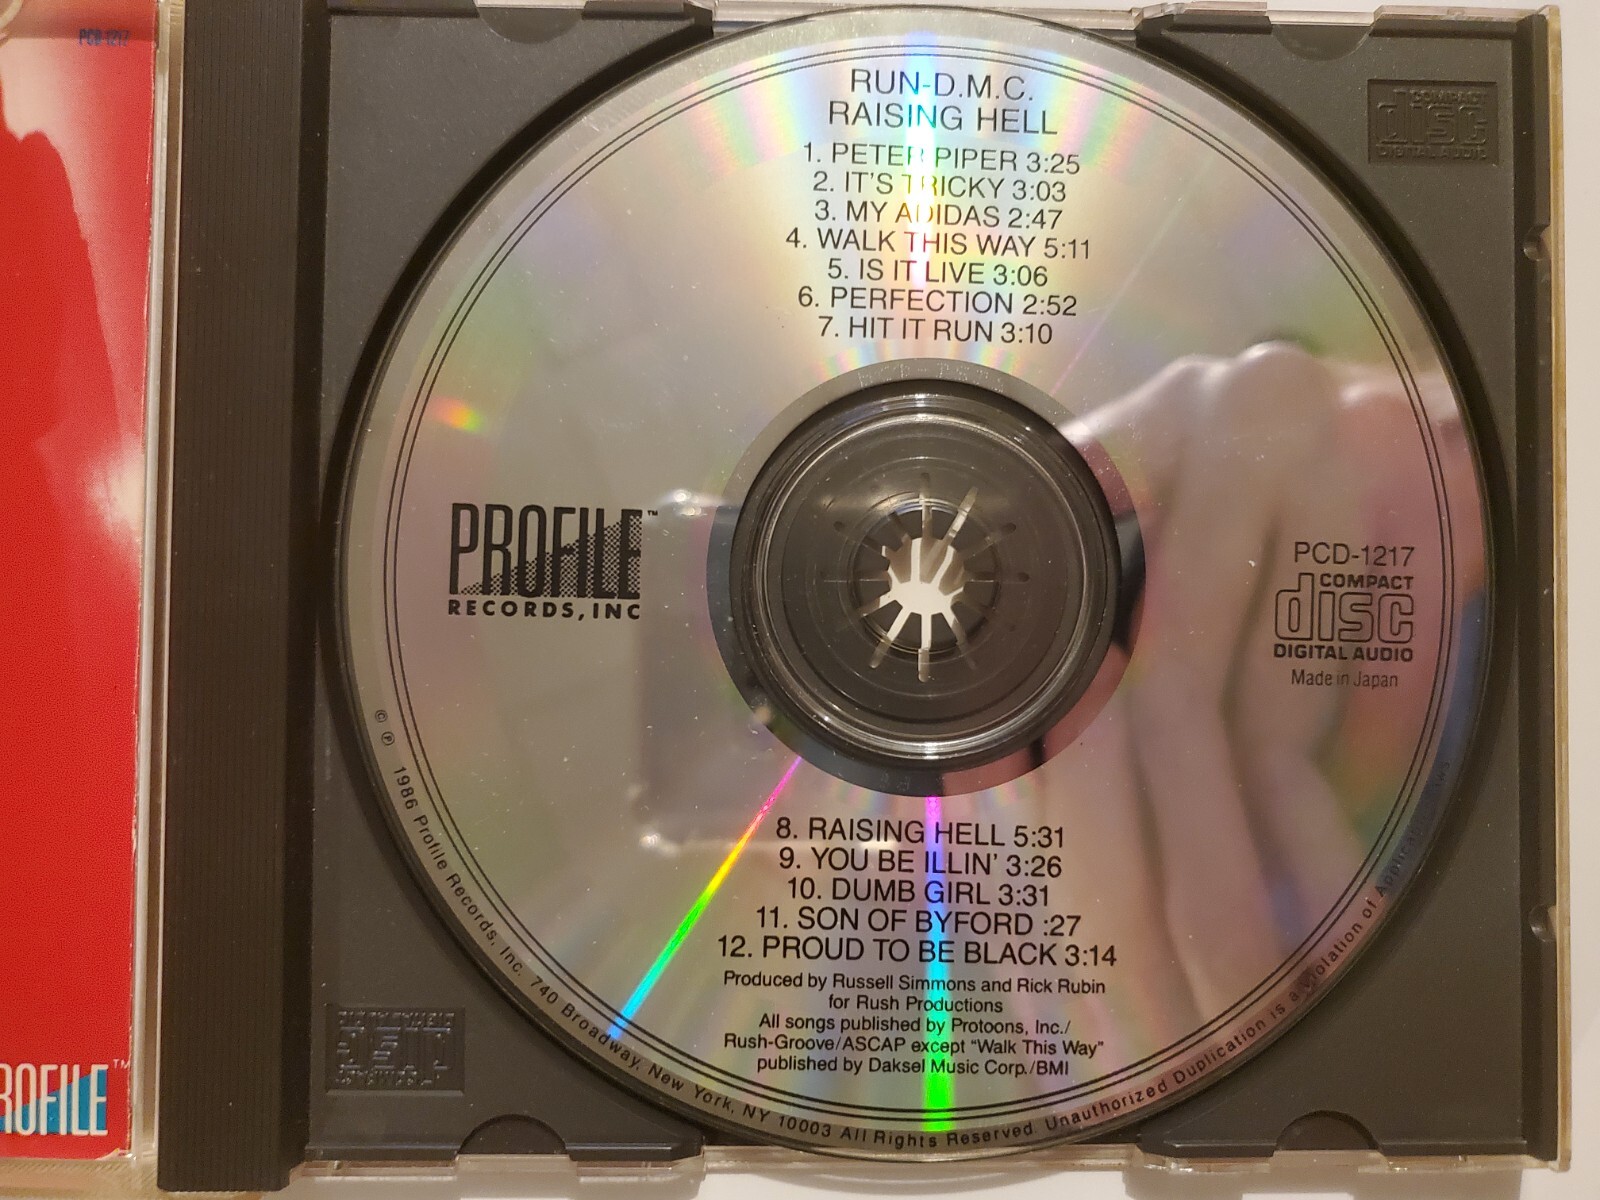 PCD-1217
PROFILE™
RUN-D.M.C.
RAISING HELL
1. PETER PIPER 3:25
2. IT'S TRICKY 3:03
3. MY ADIDAS 2:47
4. WALK THIS WAY 5:11
5. IS IT LIVE 3:06
6. PERFECTION 2:52
7. HIT IT RUN 3:10
PROFILE™
RECORDS, INC
PCD-1217
COMPACT
disc
DIGITAL AUDIO
Made in Japan
8. RAISING HELL 5:31
9. YOU BE ILLIN' 3:26
10. DUMB GIRL 3:31
11. SON OF BYFORD :27
12. PROUD TO BE BLACK 3:14
Produced by Russell Simmons and Rick Rubin
for Rush Productions
All songs published by Protoons, Inc./
Rush-Groove/ASCAP except “Walk This Way”
published by Daksel Music Corp./BMI
© ℗ 1986 Profile Records, Inc. 740 Broadway, New York, NY 10003 All Rights Reserved. Unauthorized Duplication is a violation of Applicable Laws
COMPACT
disc
DIGITAL AUDIO